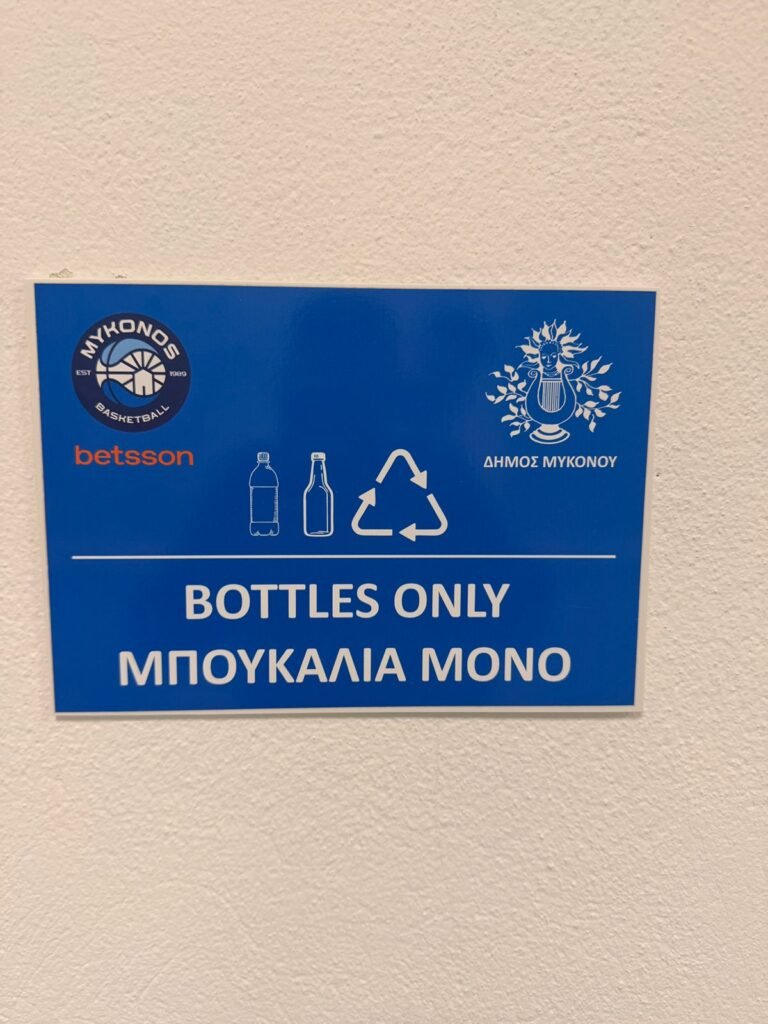 MYKONOS
EST 1989
BASKETBALL
betsson
ΔΗΜΟΣ ΜΥΚΟΝΟΥ
BOTTLES ONLY
ΜΠΟΥΚΑΛΙΑ ΜΟΝΟ